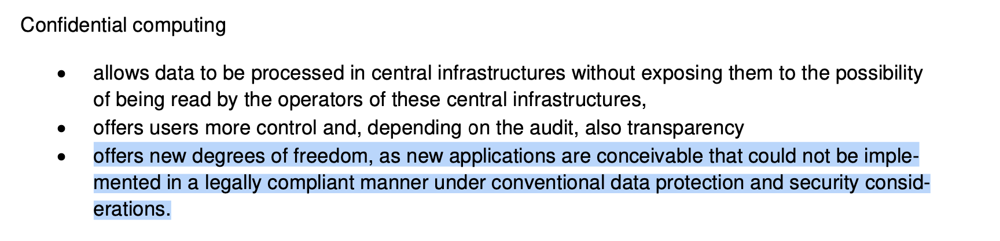 Confidential computing
• allows data to be processed in central infrastructures without exposing them to the possibility
of being read by the operators of these central infrastructures,
• offers users more control and, depending on the audit, also transparency
• offers new degrees of freedom, as new applications are conceivable that could not be imple-
mented in a legally compliant manner under conventional data protection and security consid-
erations.